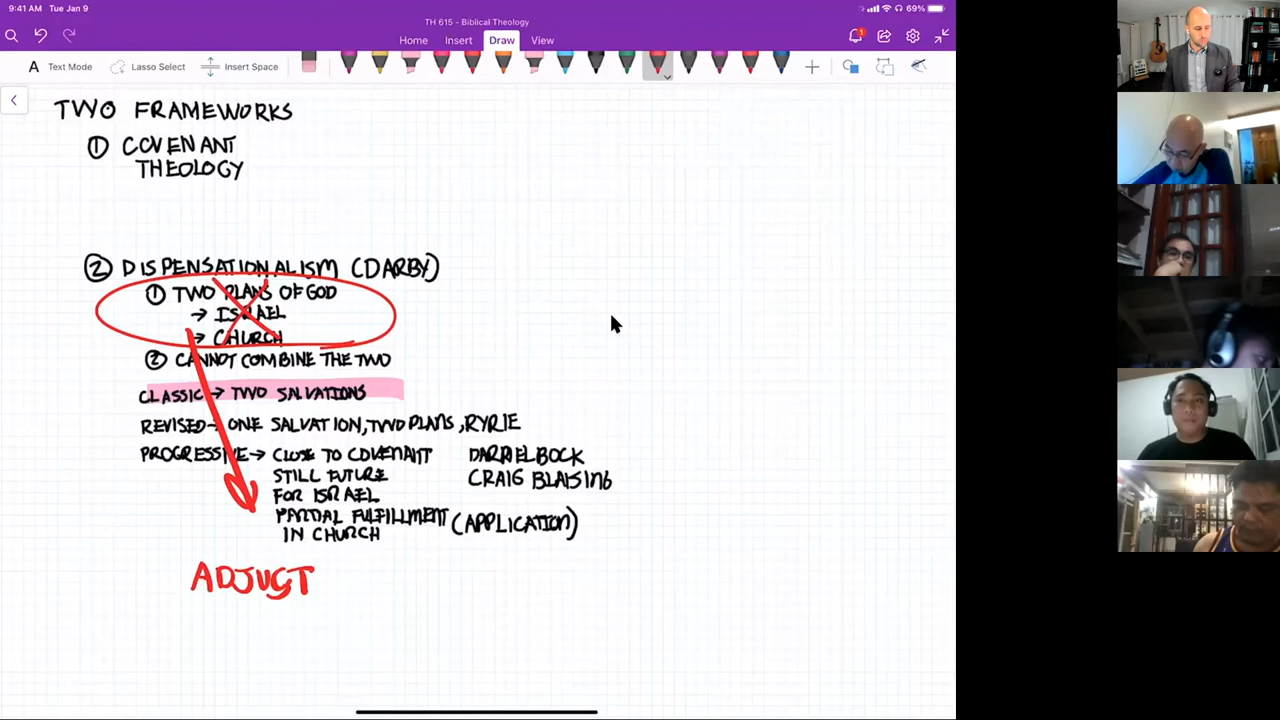 9:41 AM Tue Jan 9
69%
TH 615 - Biblical Theology
Home Insert Draw View
1
A Text Mode Lasso Select Insert Space
TWO FRAMEWORKS
① COVENANT
THEOLOGY
② DISPENSATIONALISM (DARBY)
① TWO PLANS OF GOD
→ ISRAEL
→ CHURCH
② CANNOT COMBINE THE TWO
CLASSIC → TWO SALVATIONS
REVISED → ONE SALVATION, TWO PLANS, RYRIE
PROGRESSIVE → CLOSE TO COVENANT DARRELBOCK
STILL FUTURE CRAIG BLAISING
FOR ISRAEL
PARTIAL FULFILLMENT (APPLICATION)
IN CHURCH
ADJUST